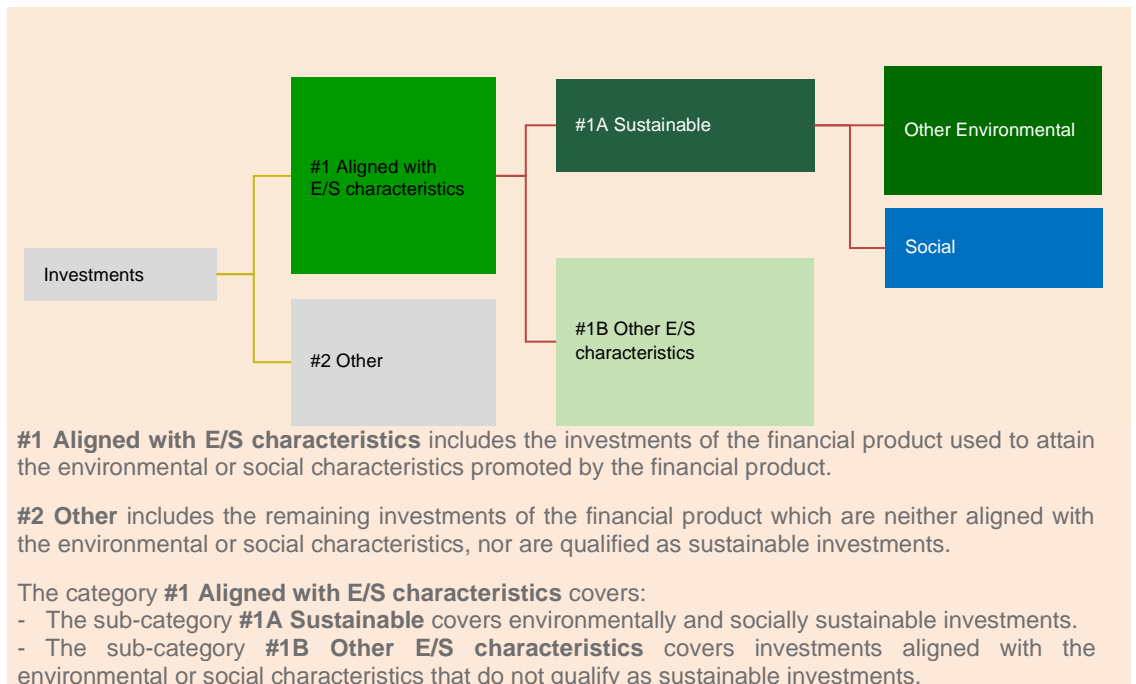 #1A Sustainable
Other Environmental
#1 Aligned with
E/S characteristics
Social
Investments
#1B Other E/S
characteristics
#2 Other
#1 Aligned with E/S characteristics includes the investments of the financial product used to attain
the environmental or social characteristics promoted by the financial product.
#2 Other includes the remaining investments of the financial product which are neither aligned with
the environmental or social characteristics, nor are qualified as sustainable investments.
The category #1 Aligned with E/S characteristics covers:
- The sub-category #1A Sustainable covers environmentally and socially sustainable investments.
- The sub-category #1B Other E/S characteristics covers investments aligned with the
environmental or social characteristics that do not qualify as sustainable investments.